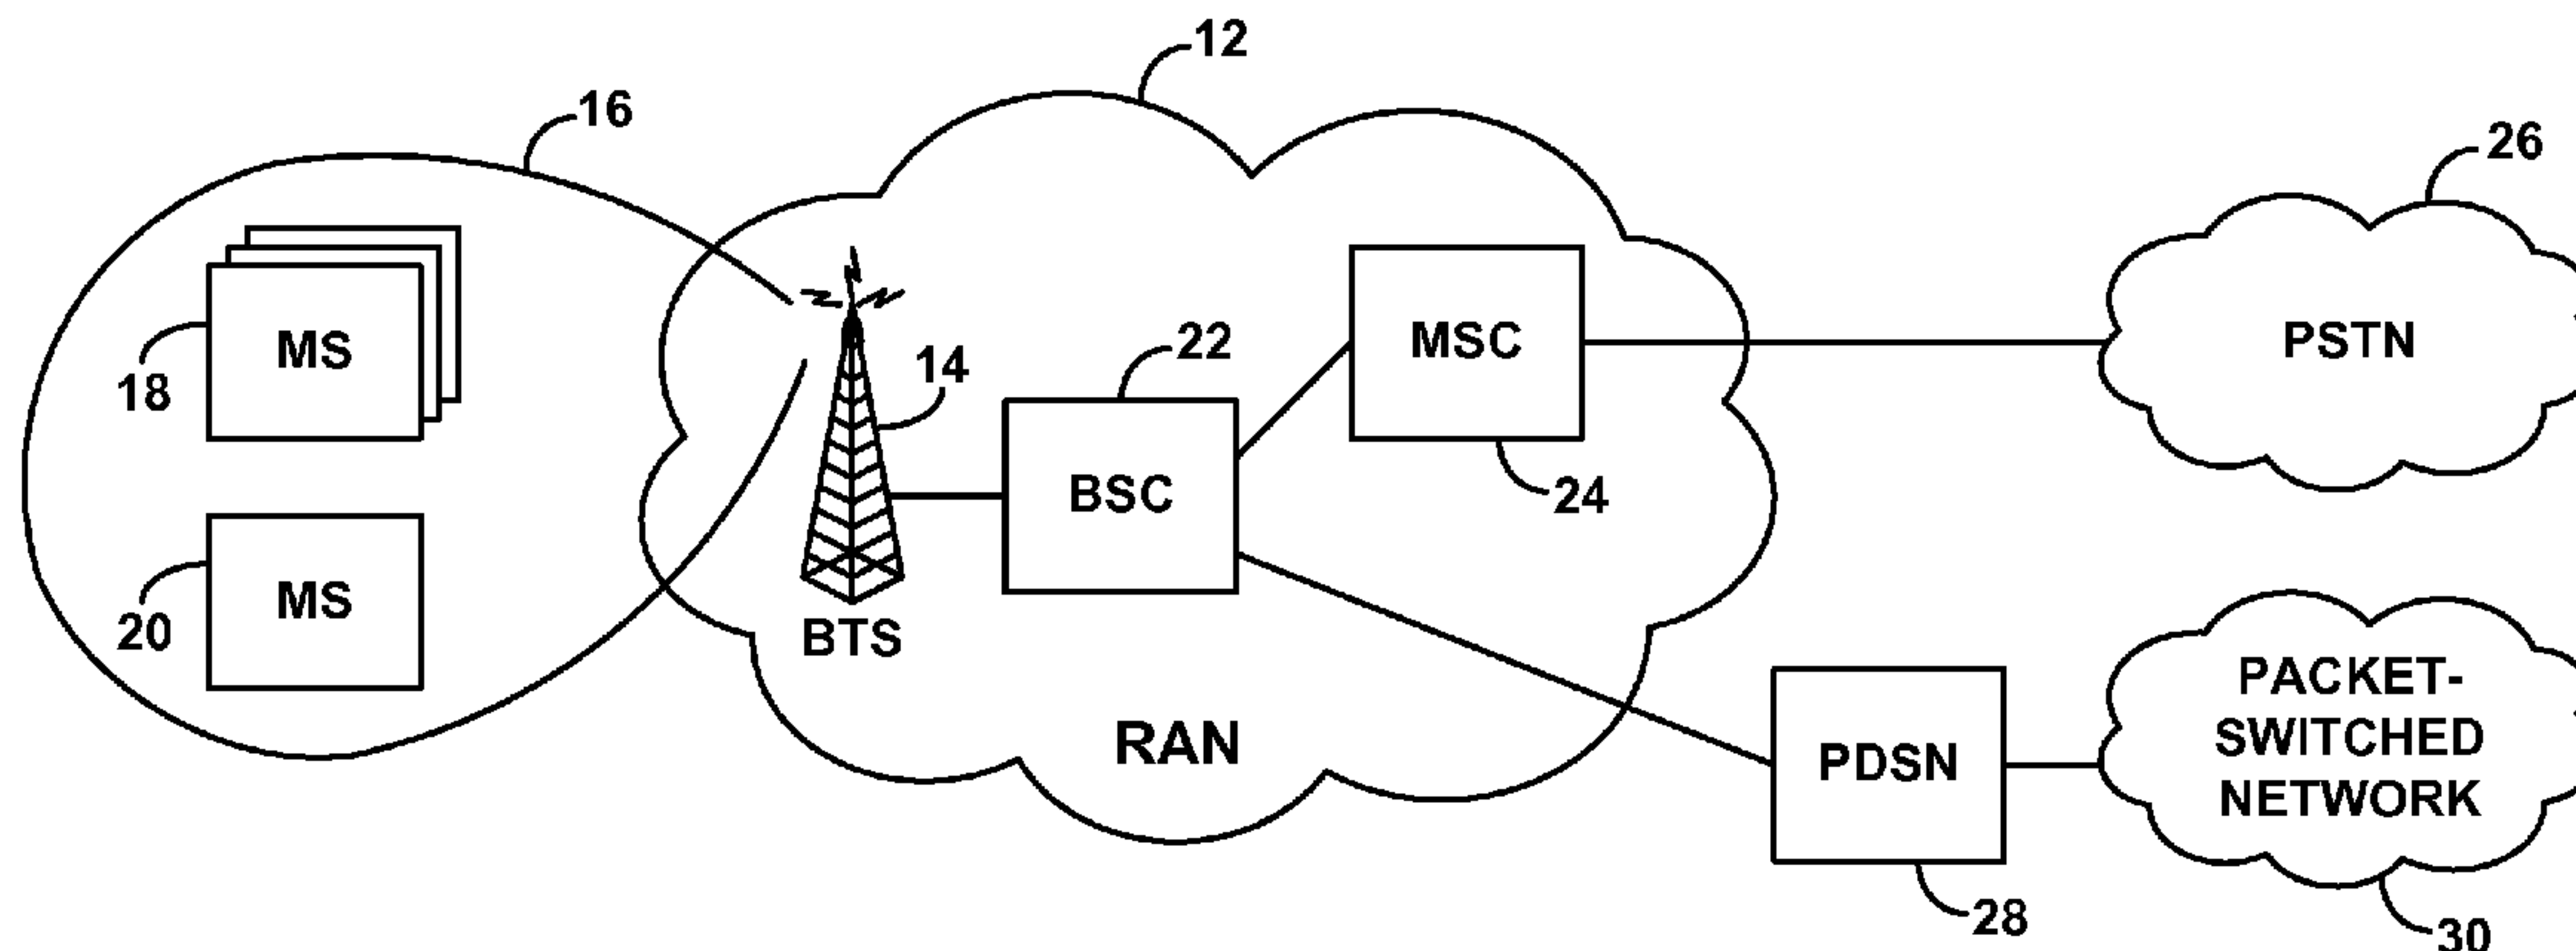 12
16
26
MS
18
14
22
MSC
PSTN
BSC
24
MS
20
BTS
RAN
PACKET-
SWITCHED
NETWORK
PDSN
28
30